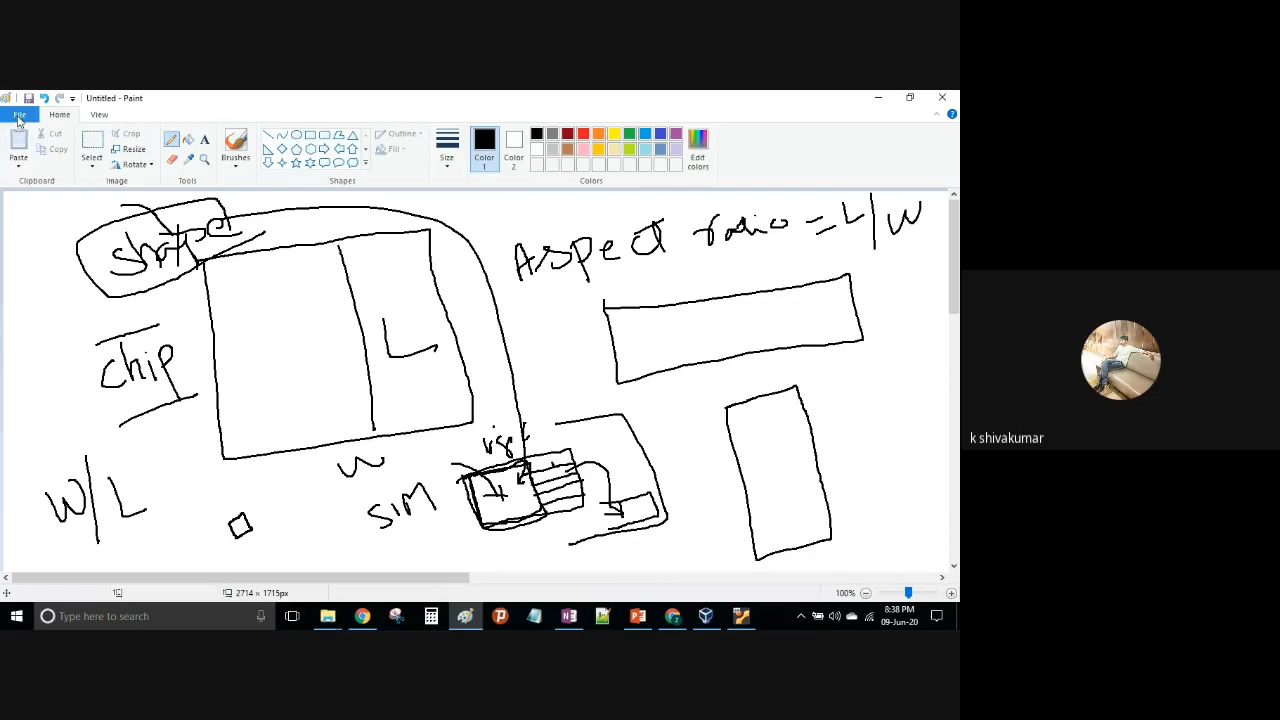 Untitled - Paint
File Home View
Cut
Copy
Paste
Clipboard
Select
Crop
Resize
Rotate
Image
Tools
Brushes
Outline
Fill
Shapes
Size
Color 1
Color 2
Edit colors
Colors
shape
Aspect ratio = L/W
L
chip
W
W/L
SIM
k shivakumar
2714 × 1715px
100%
Type here to search
8:38 PM
09-Jun-20